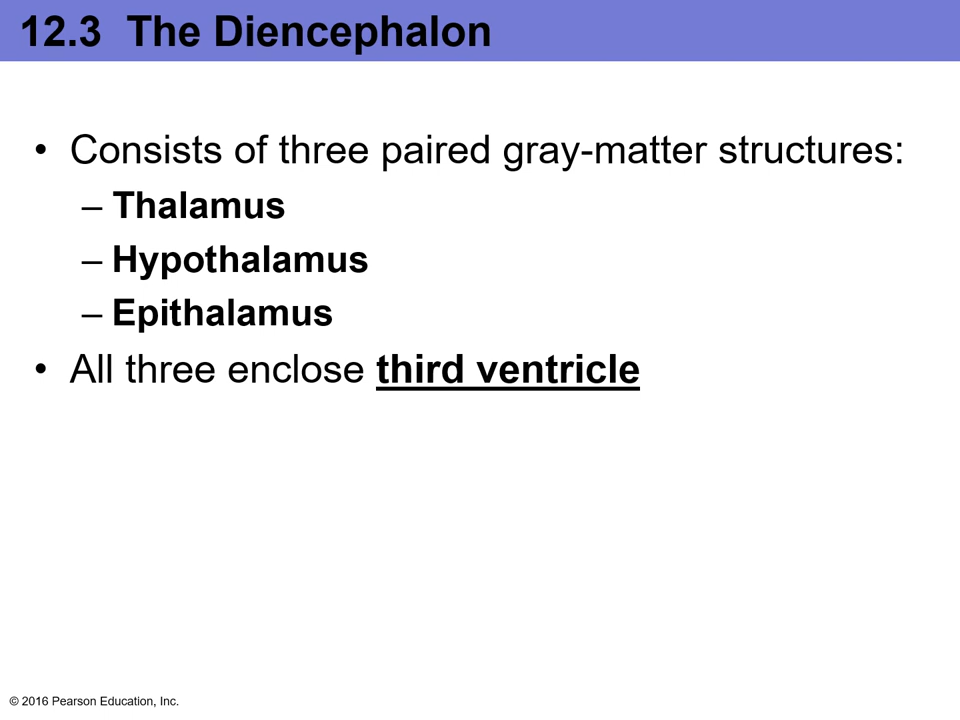 12.3 The Diencephalon
• Consists of three paired gray-matter structures:
– Thalamus
– Hypothalamus
– Epithalamus
• All three enclose third ventricle
© 2016 Pearson Education, Inc.